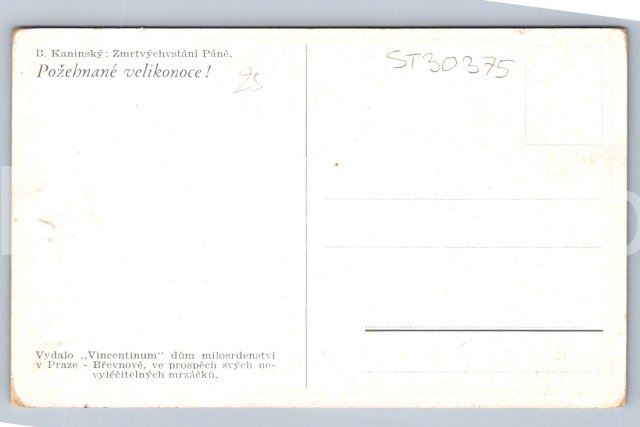 B. Kaninský: Zmrtvýchvstání Páně.
Požehnané velikonoce!
25
ST30375
Vydalo „Vincentinum“ dům milosrdenství
v Praze - Břevnově, ve prospěch svých ne-
vyléčitelných mrzáčků.